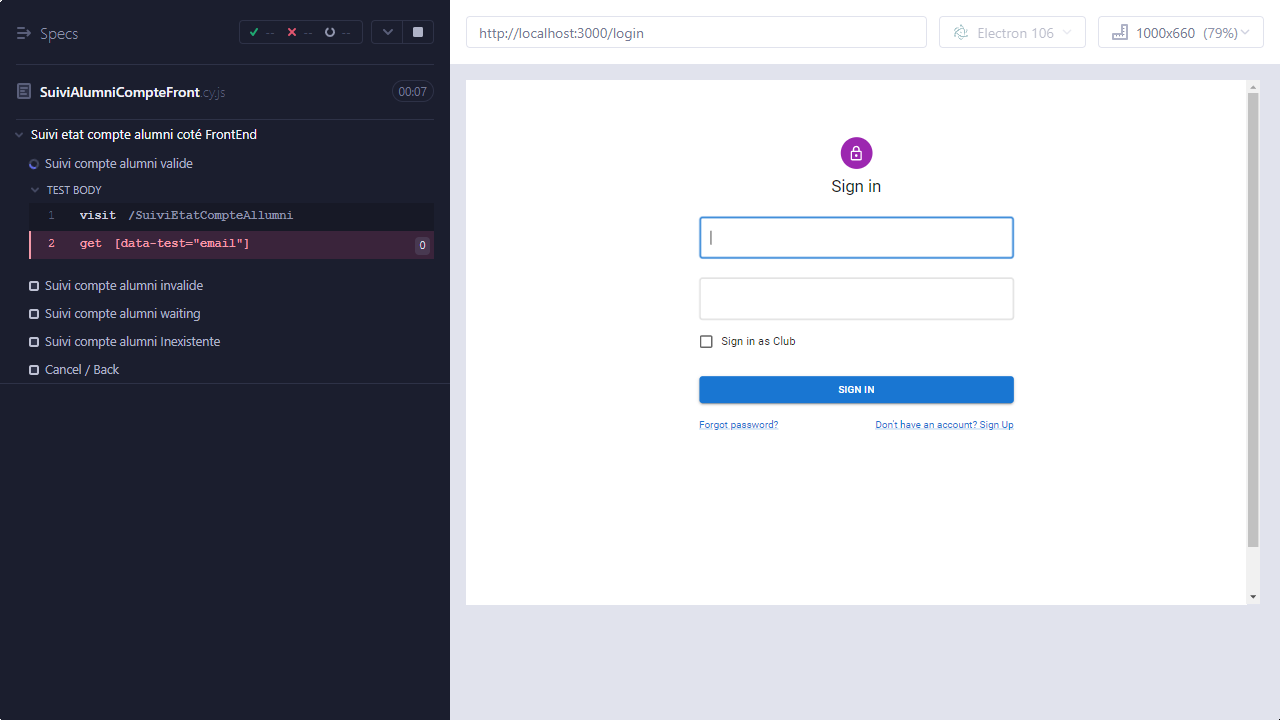 Specs
-- -- --
SuiviAlumniCompteFront.cy.js 00:07
Suivi etat compte alumni coté FrontEnd
Suivi compte alumni valide
TEST BODY
1 visit /SuiviEtatCompteAllumni
2 get [data-test="email"] 0
Suivi compte alumni invalide
Suivi compte alumni waiting
Suivi compte alumni Inexistente
Cancel / Back
http://localhost:3000/login
Electron 106
1000x660 (79%)
Sign in
Sign in as Club
SIGN IN
Forgot password? Don't have an account? Sign Up